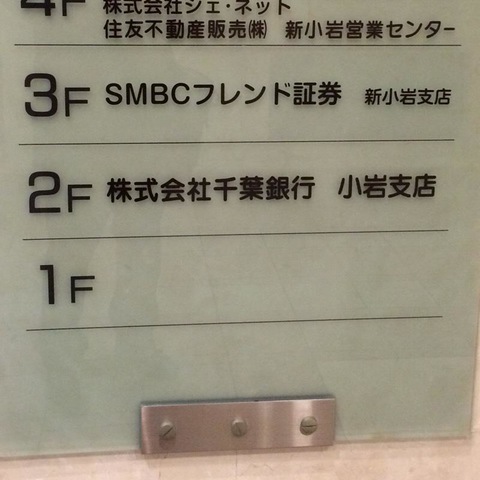 4F 株式会社ジェ・ネット
住友不動産販売㈱ 新小岩営業センター
3F SMBCフレンド証券 新小岩支店
2F 株式会社千葉銀行 小岩支店
1F